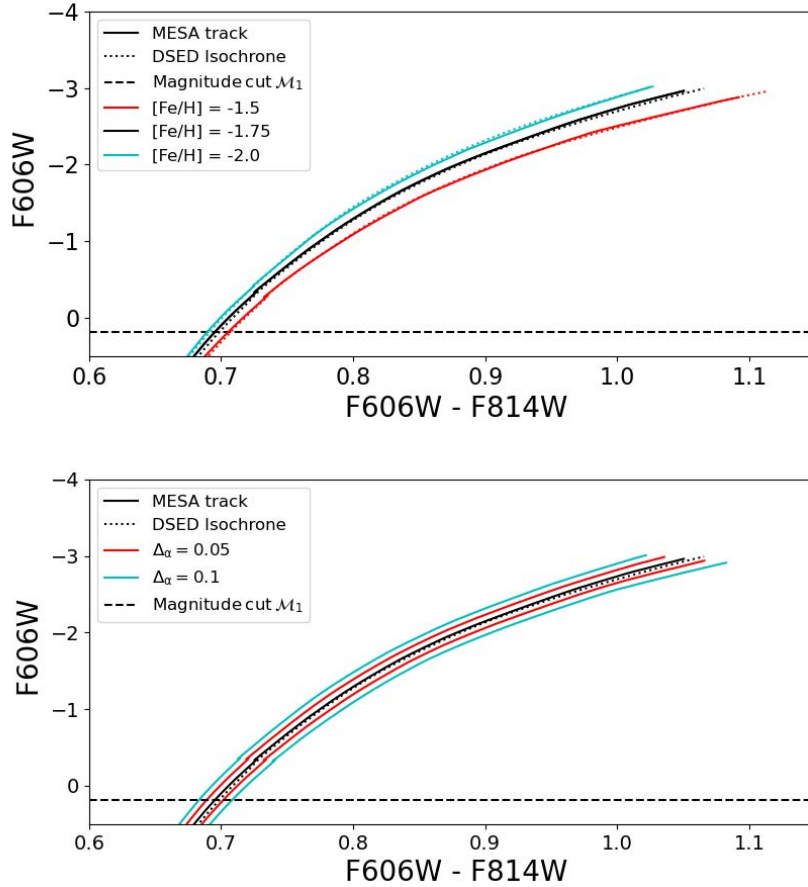 −4
−3
−2
−1
0
F606W
MESA track
DSED Isochrone
Magnitude cut ℳ₁
[Fe/H] = -1.5
[Fe/H] = -1.75
[Fe/H] = -2.0
0.6 0.7 0.8 0.9 1.0 1.1
F606W - F814W
−4
−3
−2
−1
0
F606W
MESA track
DSED Isochrone
Δα = 0.05
Δα = 0.1
Magnitude cut ℳ₁
0.6 0.7 0.8 0.9 1.0 1.1
F606W - F814W